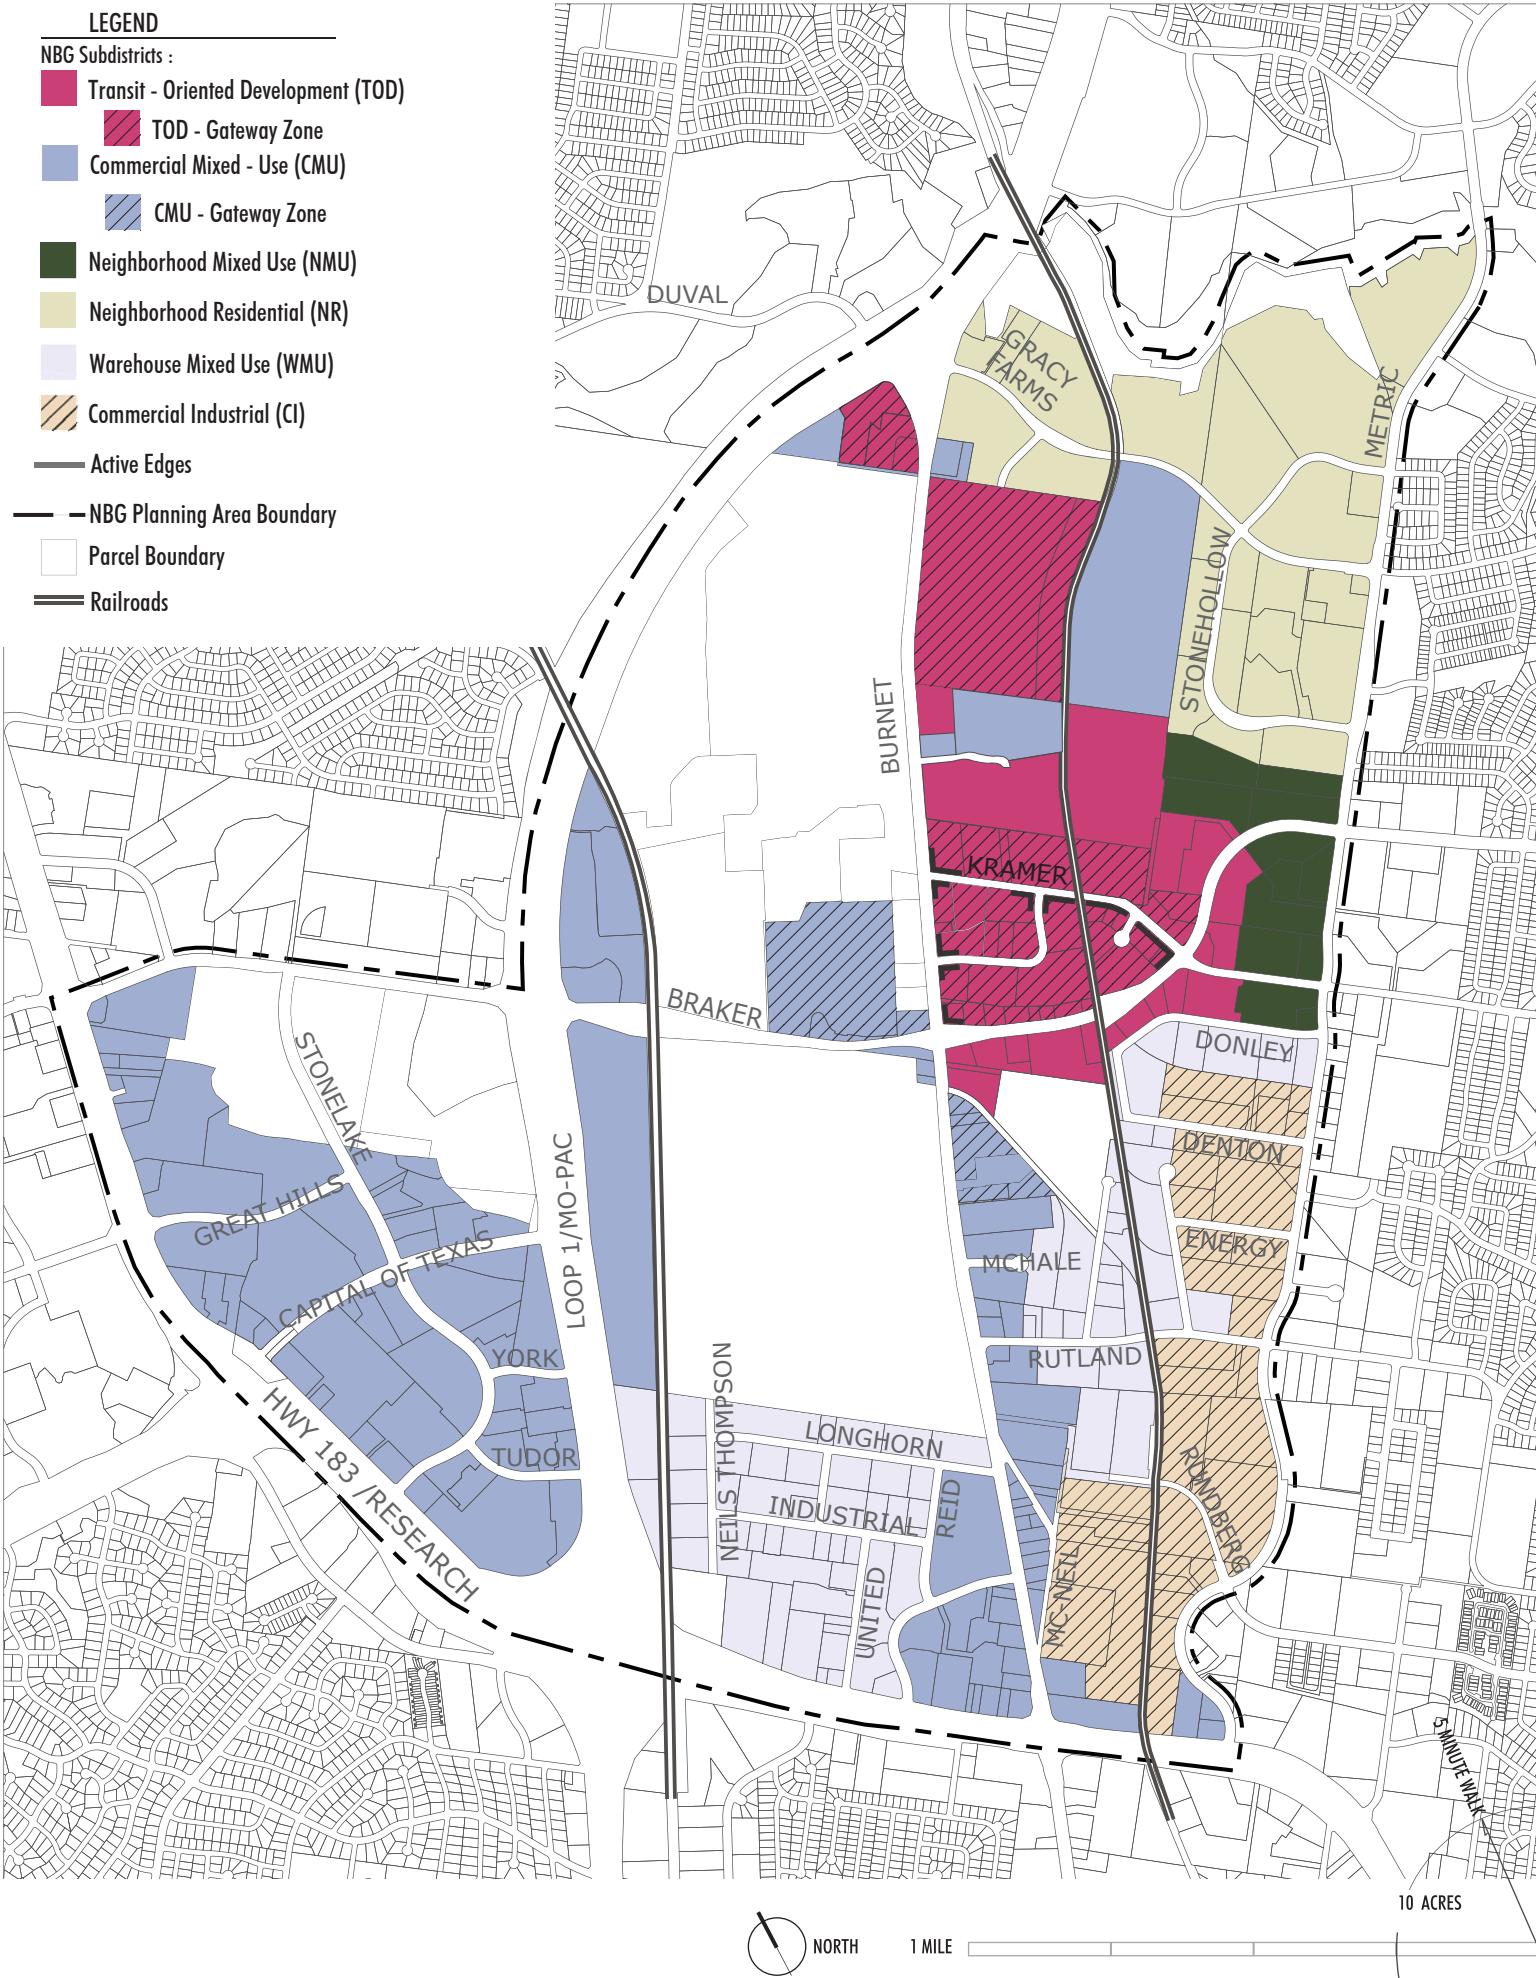 LEGEND
NBG Subdistricts :
Transit - Oriented Development (TOD)
TOD - Gateway Zone
Commercial Mixed - Use (CMU)
CMU - Gateway Zone
Neighborhood Mixed Use (NMU)
Neighborhood Residential (NR)
Warehouse Mixed Use (WMU)
Commercial Industrial (CI)
Active Edges
NBG Planning Area Boundary
Parcel Boundary
Railroads
DUVAL
GRACY
FARMS
METRIC
STONEHOLLOW
BURNET
KRAMER
BRAKER
DONLEY
STONELAKE
DENTON
GREAT HILLS
LOOP 1/MO-PAC
ENERGY
CAPITAL OF TEXAS
MCHALE
YORK
RUTLAND
HWY 183 /RESEARCH
NEILS THOMPSON
LONGHORN
TUDOR
RUNDBERG
INDUSTRIAL
REID
UNITED
MC-NEIL
5 MINUTE WALK
10 ACRES
NORTH
1 MILE